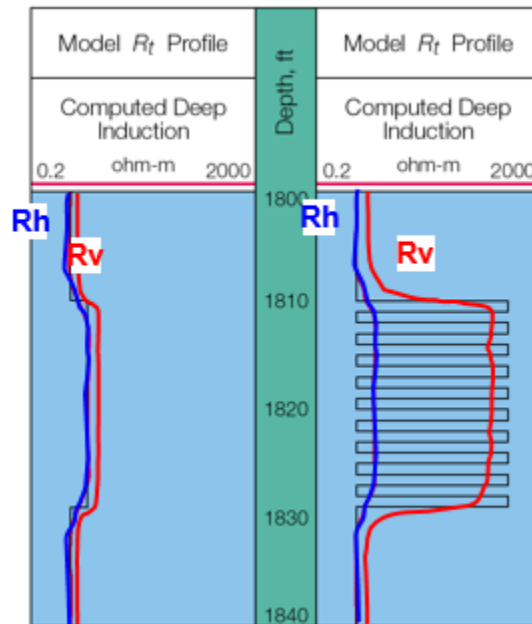 Model Rt Profile
Computed Deep
Induction
0.2 ohm-m 2000
Rh
Rv
Depth, ft
1800
1810
1820
1830
1840
Model Rt Profile
Computed Deep
Induction
0.2 ohm-m 2000
Rh
Rv